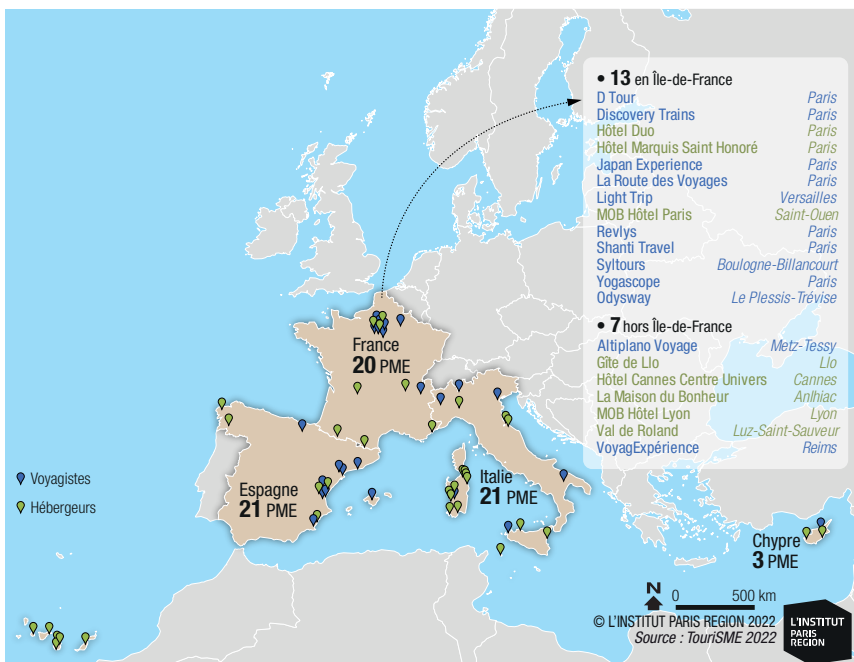 • 13 en Île-de-France
D Tour Paris
Discovery Trains Paris
Hôtel Duo Paris
Hôtel Marquis Saint Honoré Paris
Japan Experience Paris
La Route des Voyages Paris
Light Trip Versailles
MOB Hôtel Paris Saint-Ouen
Revlys Paris
Shanti Travel Paris
Syltours Boulogne-Billancourt
Yogascope Paris
Odysway Le Plessis-Trévise
• 7 hors Île-de-France
Altiplano Voyage Metz-Tessy
Gîte de Llo Llo
Hôtel Cannes Centre Univers Cannes
La Maison du Bonheur Anlhiac
MOB Hôtel Lyon Lyon
Val de Roland Luz-Saint-Sauveur
VoyagExpérience Reims
France
20 PME
Voyagistes
Hébergeurs
Espagne
21 PME
Italie
21 PME
Chypre
3 PME
N
0 500 km
© L'INSTITUT PARIS REGION 2022
Source : TouriSME 2022
L'INSTITUT
PARIS
REGION